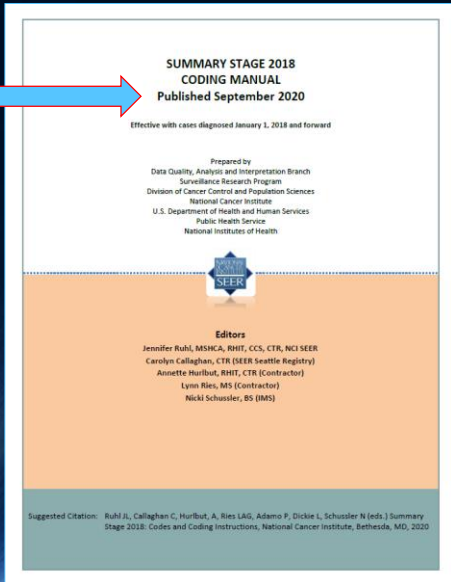 SUMMARY STAGE 2018
CODING MANUAL
Published September 2020
Effective with cases diagnosed January 1, 2018 and forward
Prepared by
Data Quality, Analysis and Interpretation Branch
Surveillance Research Program
Division of Cancer Control and Population Sciences
National Cancer Institute
U.S. Department of Health and Human Services
Public Health Service
National Institutes of Health
NATIONAL CANCER INSTITUTE
SEER
Editors
Jennifer Ruhl, MSHCA, RHIT, CCS, CTR, NCI SEER
Carolyn Callaghan, CTR (SEER Seattle Registry)
Annette Hurlbut, RHIT, CTR (Contractor)
Lynn Ries, MS (Contractor)
Nicki Schussler, BS (IMS)
Suggested Citation: Ruhl JL, Callaghan C, Hurlbut, A, Ries LAG, Adamo P, Dickie L, Schussler N (eds.) Summary
Stage 2018: Codes and Coding Instructions, National Cancer Institute, Bethesda, MD, 2020